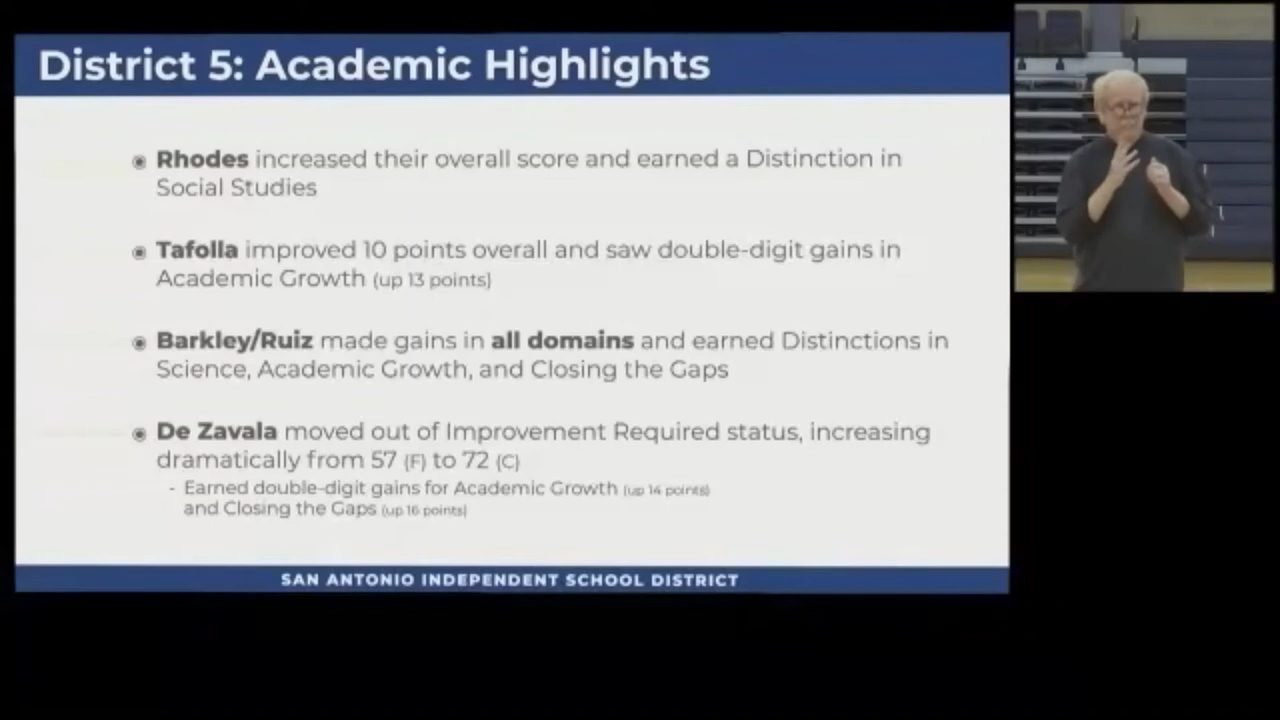 District 5: Academic Highlights
Rhodes increased their overall score and earned a Distinction in
Social Studies
Tafolla improved 10 points overall and saw double-digit gains in
Academic Growth (up 13 points)
Barkley/Ruiz made gains in all domains and earned Distinctions in
Science, Academic Growth, and Closing the Gaps
De Zavala moved out of Improvement Required status, increasing
dramatically from 57 (F) to 72 (C)
- Earned double-digit gains for Academic Growth (up 14 points)
and Closing the Gaps (up 16 points)
SAN ANTONIO INDEPENDENT SCHOOL DISTRICT